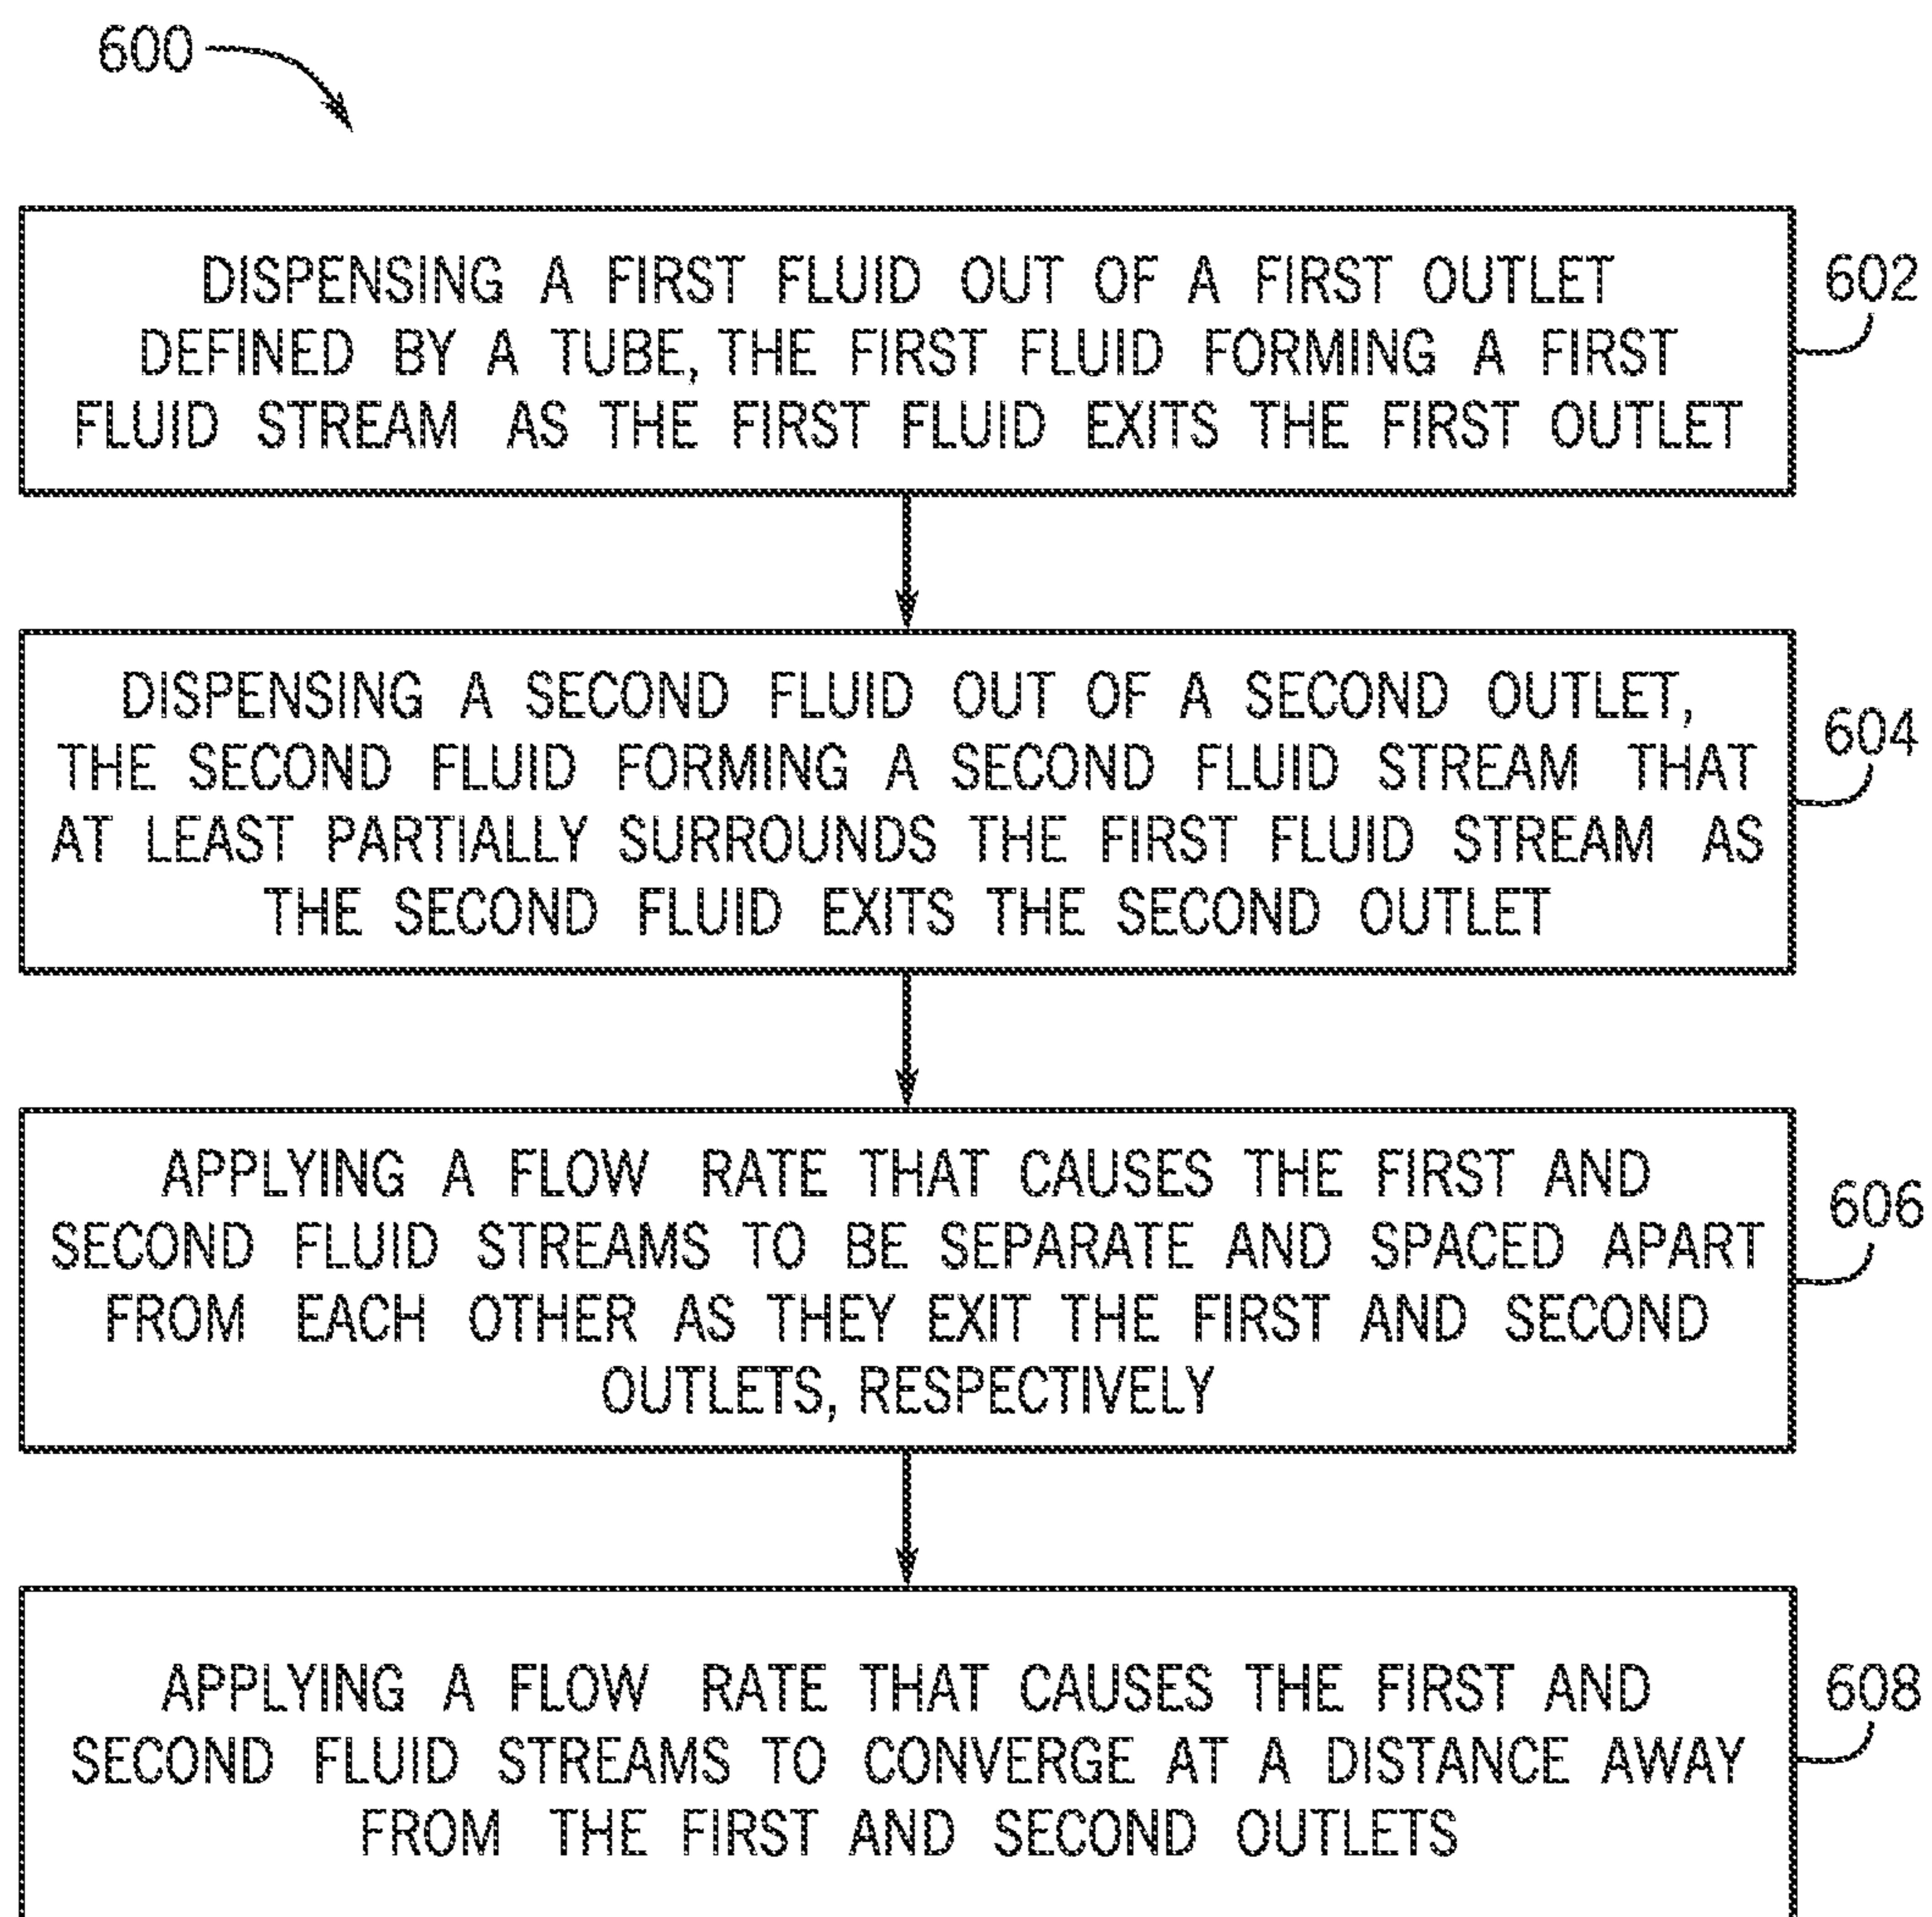 600
DISPENSING A FIRST FLUID OUT OF A FIRST OUTLET
DEFINED BY A TUBE, THE FIRST FLUID FORMING A FIRST
FLUID STREAM AS THE FIRST FLUID EXITS THE FIRST OUTLET
602
DISPENSING A SECOND FLUID OUT OF A SECOND OUTLET,
THE SECOND FLUID FORMING A SECOND FLUID STREAM THAT
AT LEAST PARTIALLY SURROUNDS THE FIRST FLUID STREAM AS
THE SECOND FLUID EXITS THE SECOND OUTLET
604
APPLYING A FLOW RATE THAT CAUSES THE FIRST AND
SECOND FLUID STREAMS TO BE SEPARATE AND SPACED APART
FROM EACH OTHER AS THEY EXIT THE FIRST AND SECOND
OUTLETS, RESPECTIVELY
606
APPLYING A FLOW RATE THAT CAUSES THE FIRST AND
SECOND FLUID STREAMS TO CONVERGE AT A DISTANCE AWAY
FROM THE FIRST AND SECOND OUTLETS
608